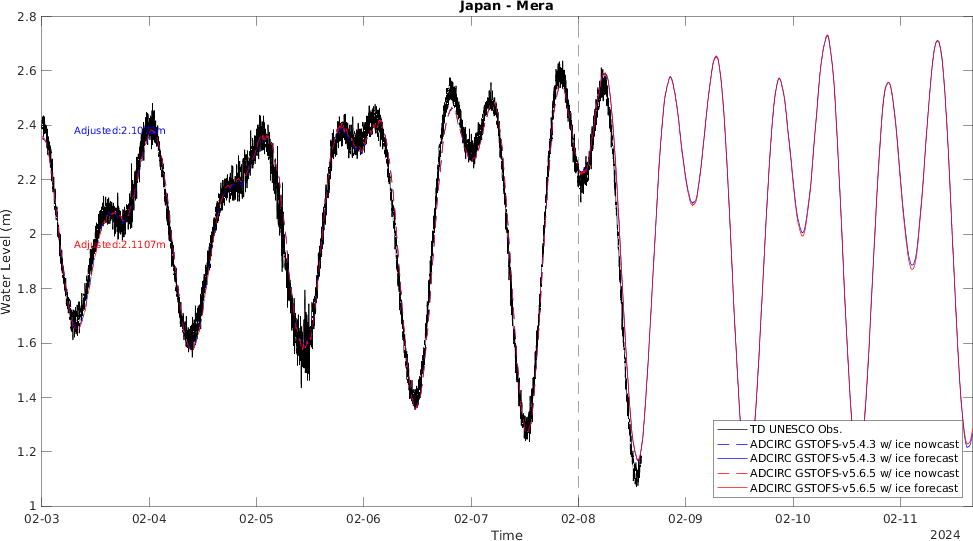 Japan - Mera
2.8
2.6
2.4
2.2
2
1.8
1.6
1.4
1.2
1
Water Level (m)
Adjusted:2.10
Adjusted:2.1107m
TD UNESCO Obs.
ADCIRC GSTOFS-v5.4.3 w/ ice nowcast
ADCIRC GSTOFS-v5.4.3 w/ ice forecast
ADCIRC GSTOFS-v5.6.5 w/ ice nowcast
ADCIRC GSTOFS-v5.6.5 w/ ice forecast
02-03 02-04 02-05 02-06 02-07 02-08 02-09 02-10 02-11
Time
2024